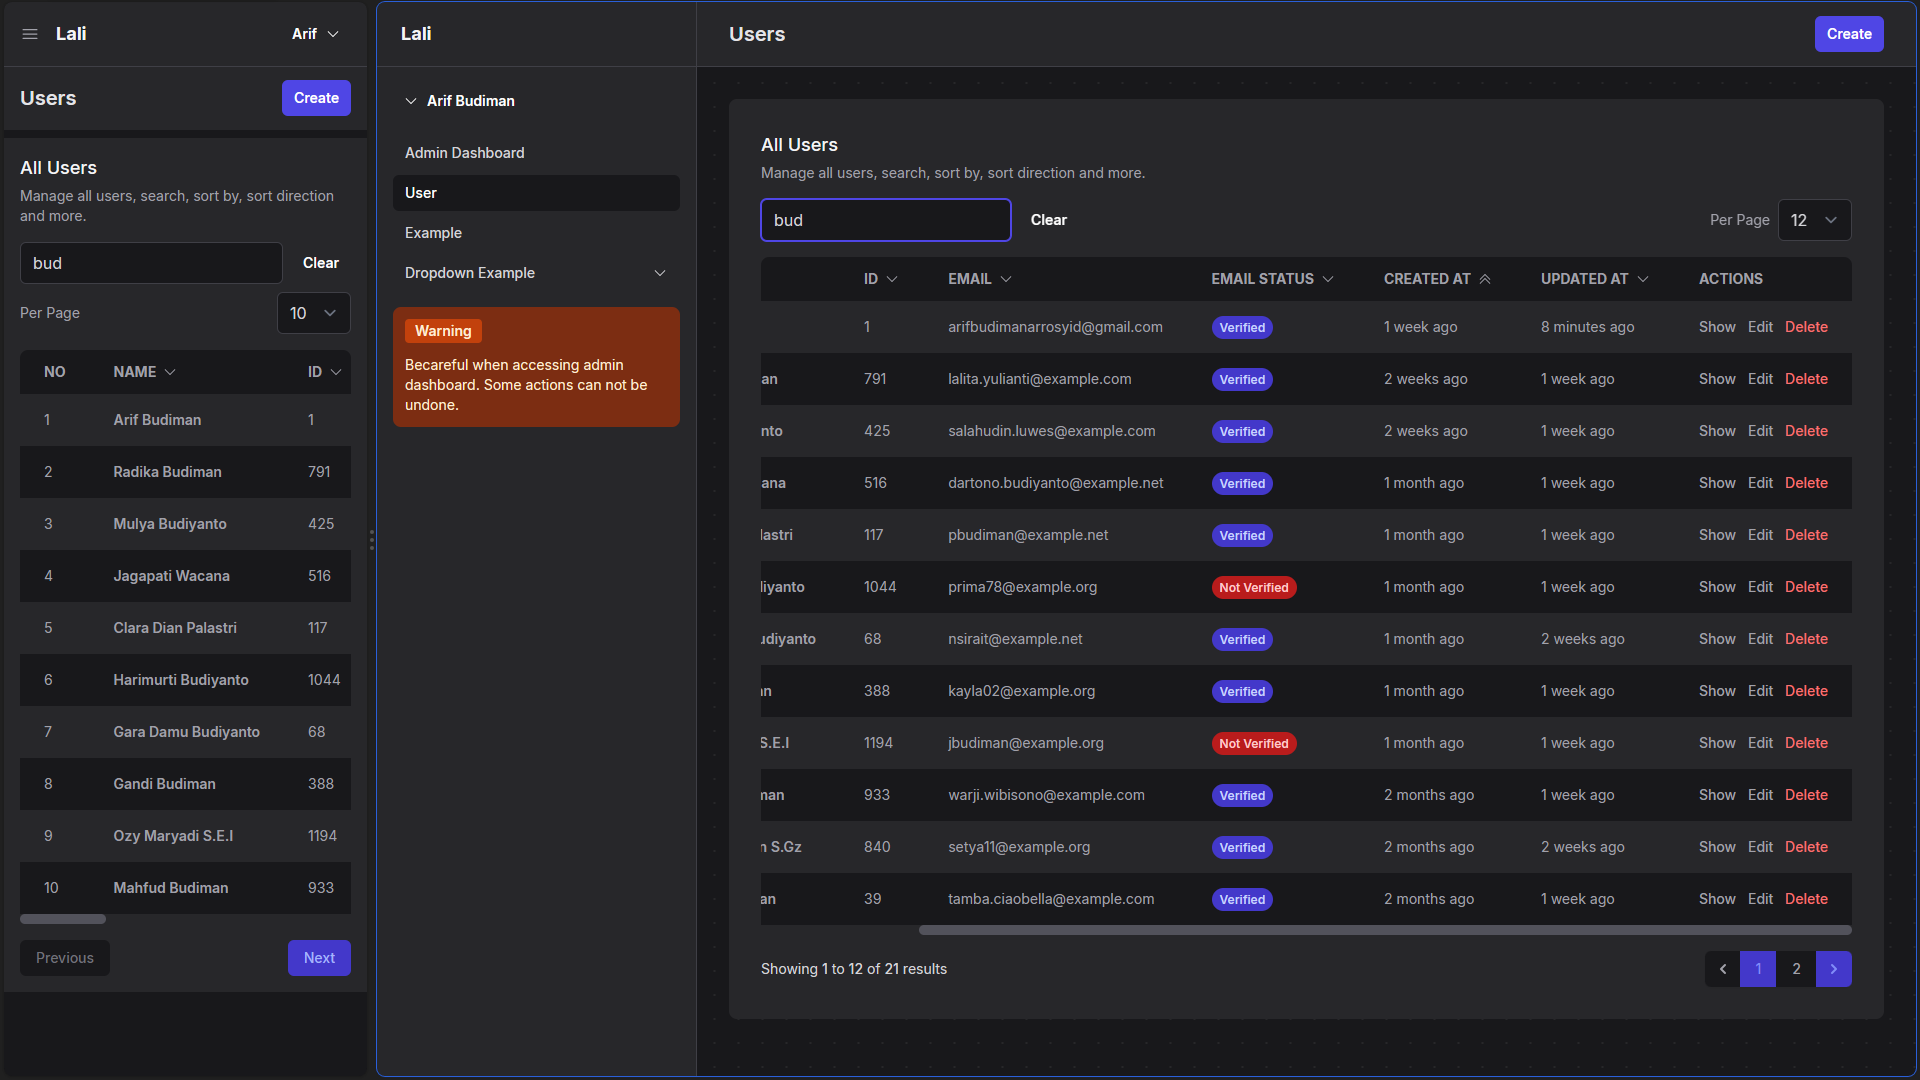 Lali
Arif
Users
Create
All Users
Manage all users, search, sort by, sort direction
and more.
bud
Clear
Per Page
10
NO NAME ID
1 Arif Budiman 1
2 Radika Budiman 791
3 Mulya Budiyanto 425
4 Jagapati Wacana 516
5 Clara Dian Palastri 117
6 Harimurti Budiyanto 1044
7 Gara Damu Budiyanto 68
8 Gandi Budiman 388
9 Ozy Maryadi S.E.I 1194
10 Mahfud Budiman 933
Previous
Next
Lali
Arif Budiman
Admin Dashboard
User
Example
Dropdown Example
Warning
Becareful when accessing admin
dashboard. Some actions can not be
undone.
Users
Create
All Users
Manage all users, search, sort by, sort direction and more.
bud
Clear
Per Page
12
ID EMAIL EMAIL STATUS CREATED AT UPDATED AT ACTIONS
1 arifbudimanarrosyid@gmail.com Verified 1 week ago 8 minutes ago Show Edit Delete
an 791 lalita.yulianti@example.com Verified 2 weeks ago 1 week ago Show Edit Delete
nto 425 salahudin.luwes@example.com Verified 2 weeks ago 1 week ago Show Edit Delete
ana 516 dartono.budiyanto@example.net Verified 1 month ago 1 week ago Show Edit Delete
lastri 117 pbudiman@example.net Verified 1 month ago 1 week ago Show Edit Delete
liyanto 1044 prima78@example.org Not Verified 1 month ago 1 week ago Show Edit Delete
udiyanto 68 nsirait@example.net Verified 1 month ago 2 weeks ago Show Edit Delete
an 388 kayla02@example.org Verified 1 month ago 1 week ago Show Edit Delete
S.E.I 1194 jbudiman@example.org Not Verified 1 month ago 1 week ago Show Edit Delete
man 933 warji.wibisono@example.com Verified 2 months ago 1 week ago Show Edit Delete
n S.Gz 840 setya11@example.org Verified 2 months ago 2 weeks ago Show Edit Delete
an 39 tamba.ciaobella@example.com Verified 2 months ago 1 week ago Show Edit Delete
Showing 1 to 12 of 21 results
1 2